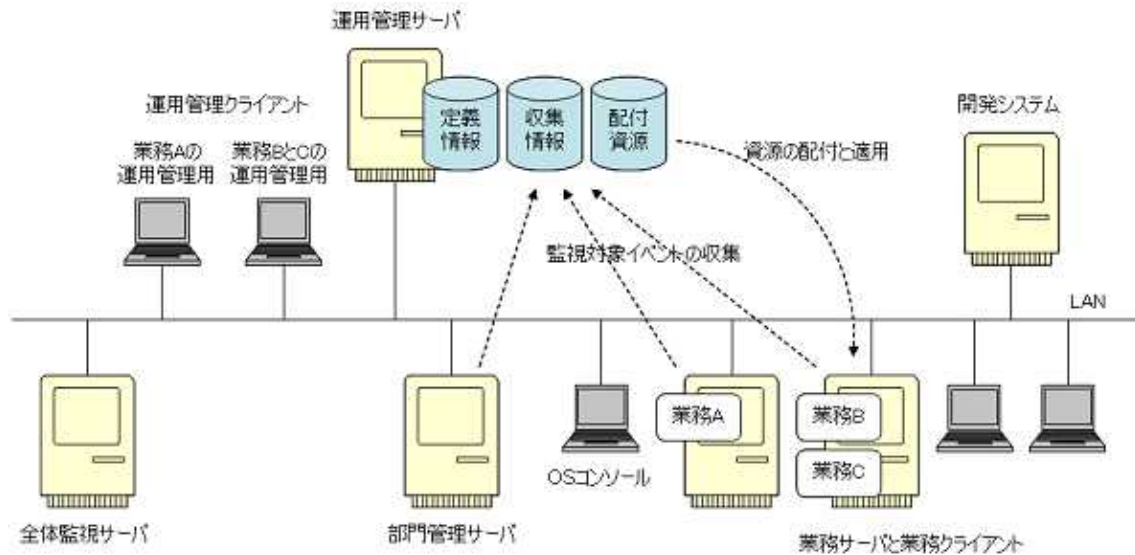 運用管理サーバ
運用管理クライアント
業務Aの
運用管理用
業務BとCの
運用管理用
定義
情報
収集
情報
配付
資源
開発システム
資源の配付と適用
監視対象イベントの収集
LAN
業務A
業務B
業務C
OSコンソール
全体監視サーバ
部門管理サーバ
業務サーバと業務クライアント